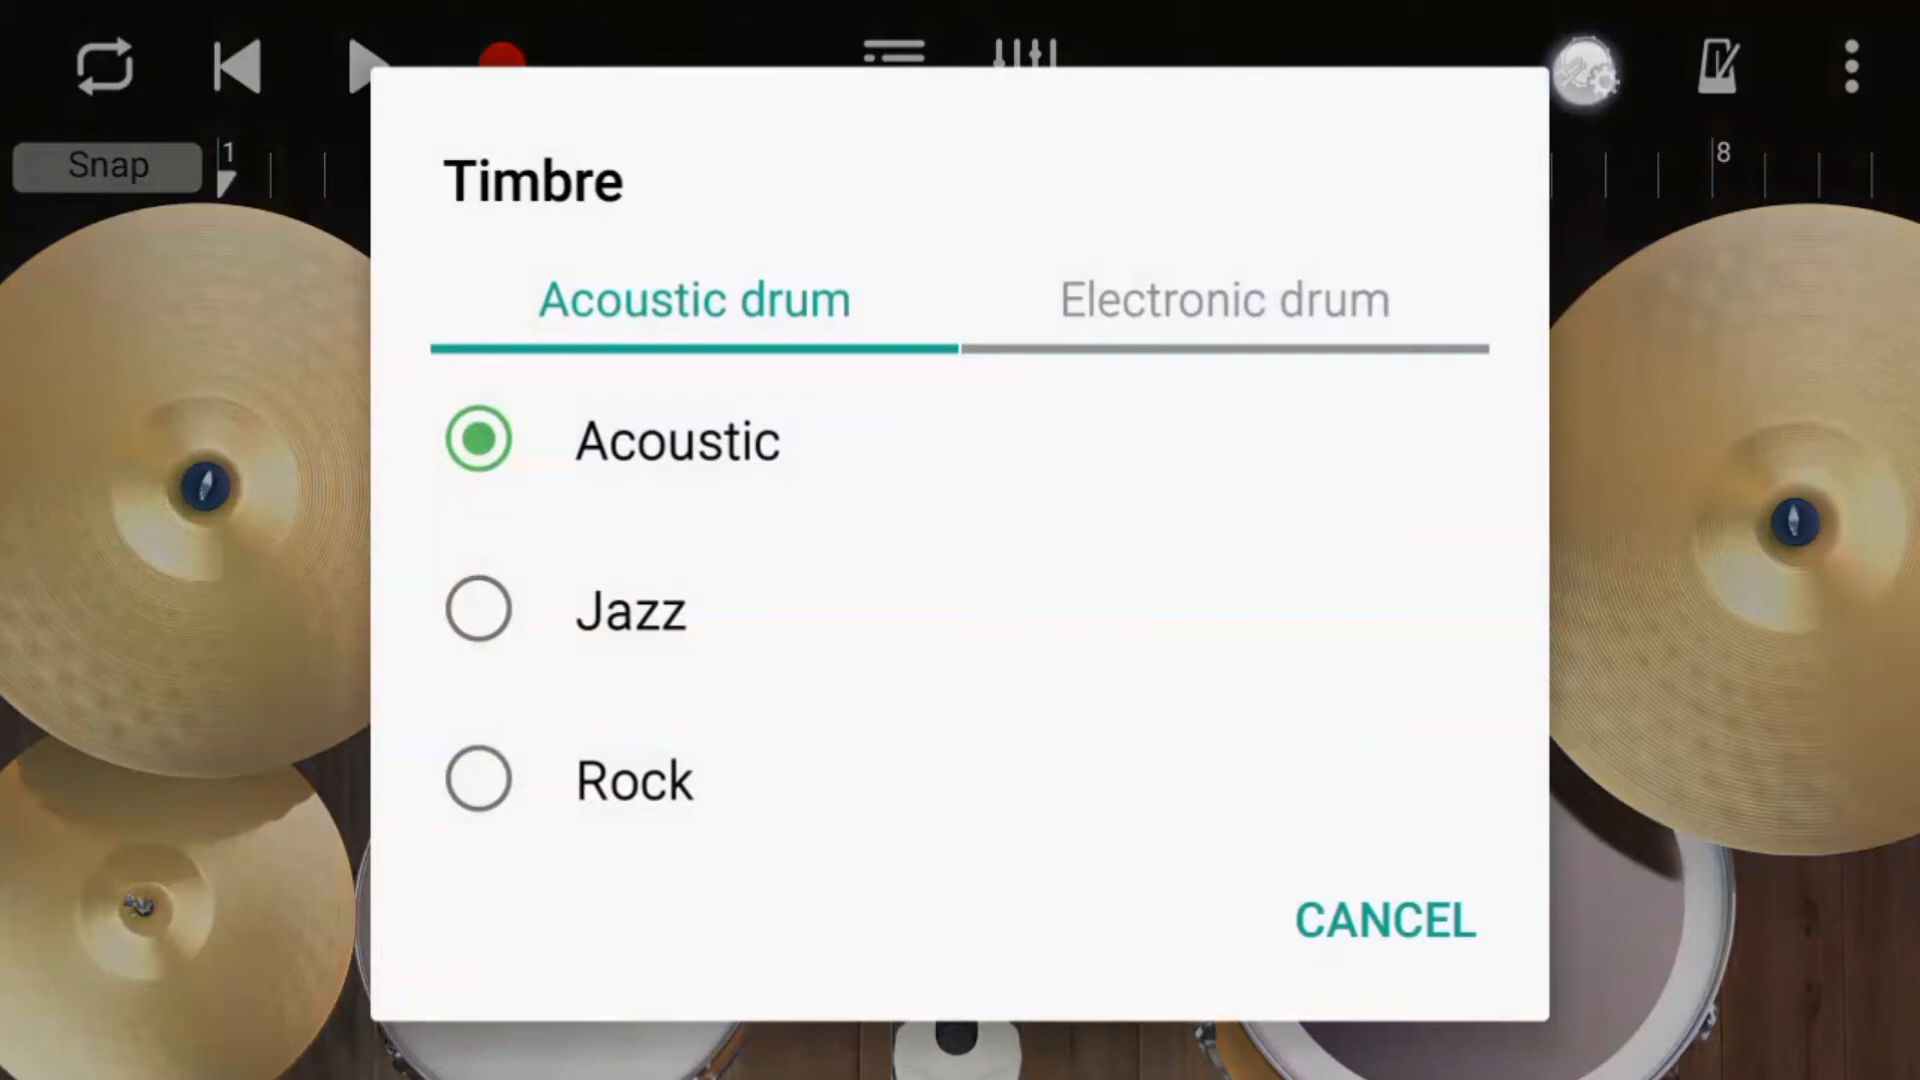 Snap
1
8
Timbre
Acoustic drum
Electronic drum
Acoustic
Jazz
Rock
CANCEL